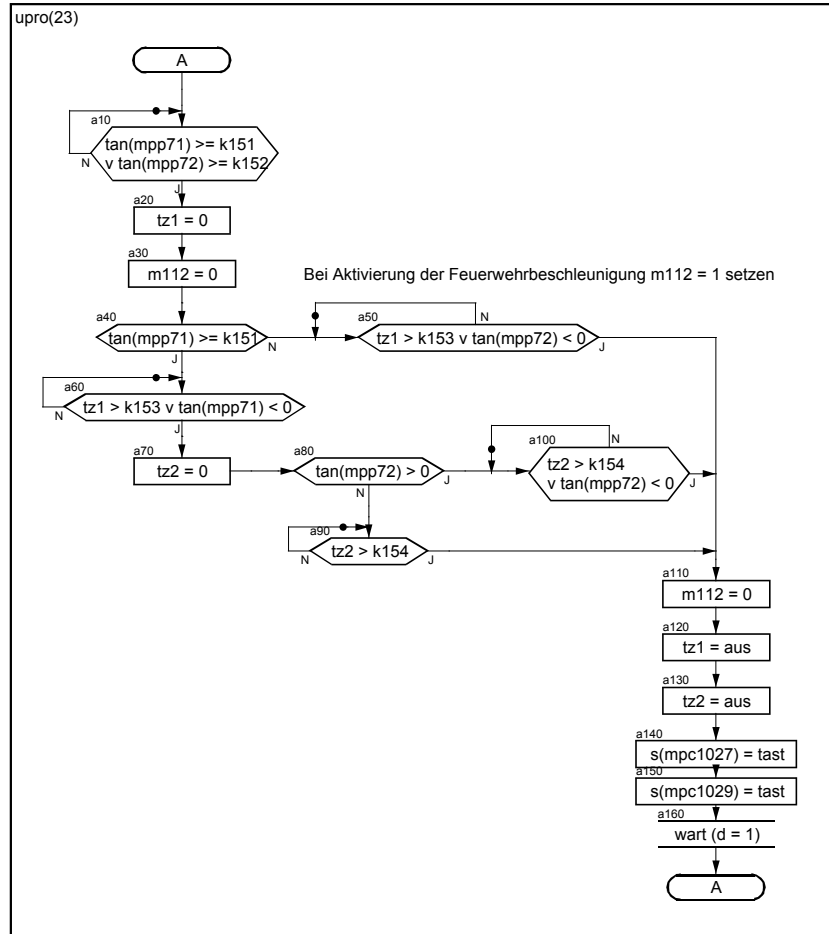 upro(23)
A
a10
tan(mpp71) >= k151
v tan(mpp72) >= k152
N
J
a20
tz1 = 0
a30
m112 = 0
Bei Aktivierung der Feuerwehrbeschleunigung m112 = 1 setzen
a40
tan(mpp71) >= k151
N
J
a50
N
tz1 > k153 v tan(mpp72) < 0
J
a60
tz1 > k153 v tan(mpp71) < 0
N
J
a70
tz2 = 0
a80
tan(mpp72) > 0
J
N
a100
N
tz2 > k154
v tan(mpp72) < 0
J
a90
tz2 > k154
N
J
a110
m112 = 0
a120
tz1 = aus
a130
tz2 = aus
a140
s(mpc1027) = tast
a150
s(mpc1029) = tast
a160
wart (d = 1)
A